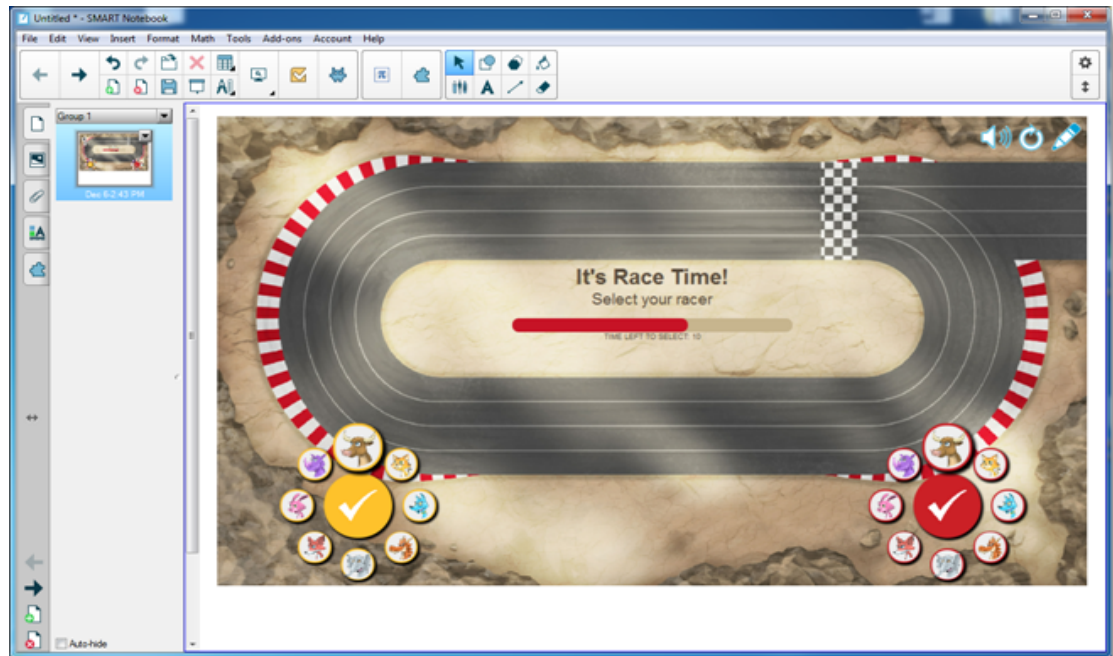 Untitled * - SMART Notebook
File Edit View Insert Format Math Tools Add-ons Account Help
Group 1
Dec 6-2:43 PM
It's Race Time!
Select your racer
TIME LEFT TO SELECT: 10
Auto-hide